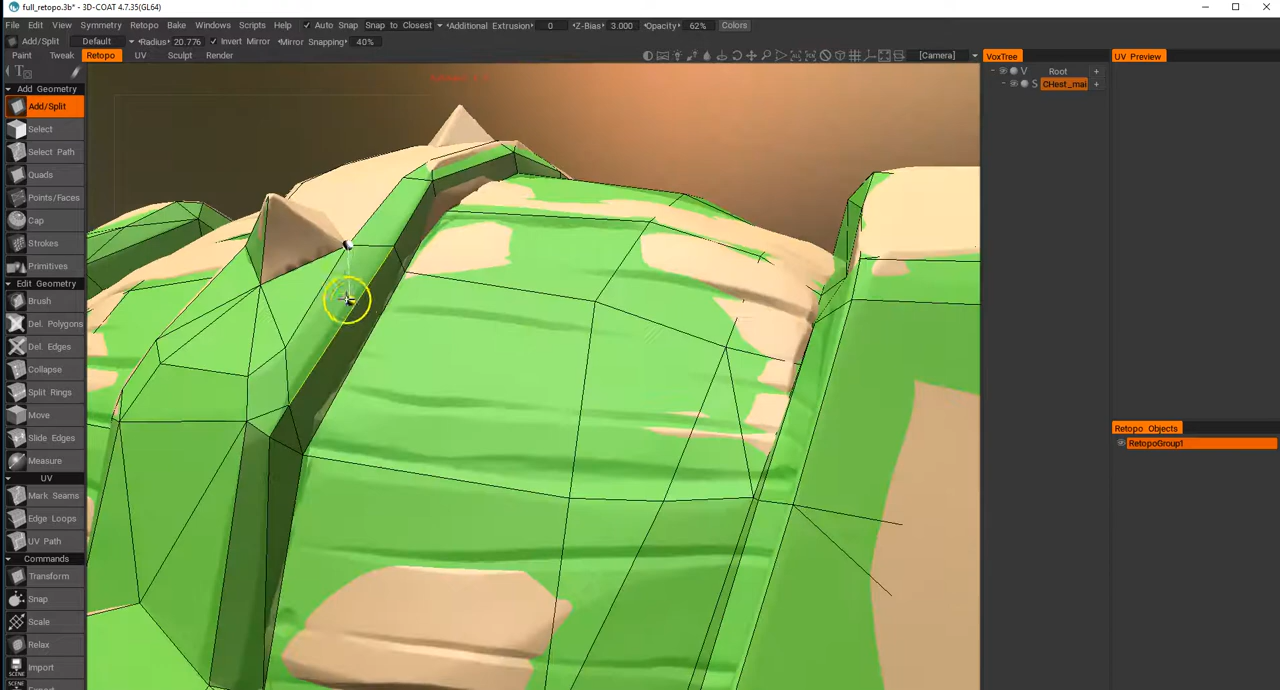 full_retopo.3b* - 3D-COAT 4.7.35(GL64)
File Edit View Symmetry Retopo Bake Windows Scripts Help Auto Snap Snap to Closest Additional Extrusion 0 Z-Bias 3.000 Opacity 62% Colors
Add/Split Default Radius 20.776 Invert Mirror Mirror Snapping 40%
Paint Tweak Retopo UV Sculpt Render [Camera] VoxTree UV Preview
Add Geometry
Add/Split
Select
Select Path
Quads
Points/Faces
Cap
Strokes
Primitives
Edit Geometry
Brush
Del. Polygons
Del. Edges
Collapse
Split Rings
Move
Slide Edges
Measure
UV
Mark Seams
Edge Loops
UV Path
Commands
Transform
Snap
Scale
Relax
Import
V Root +
S CHest_mai +
Retopo Objects
RetopoGroup1